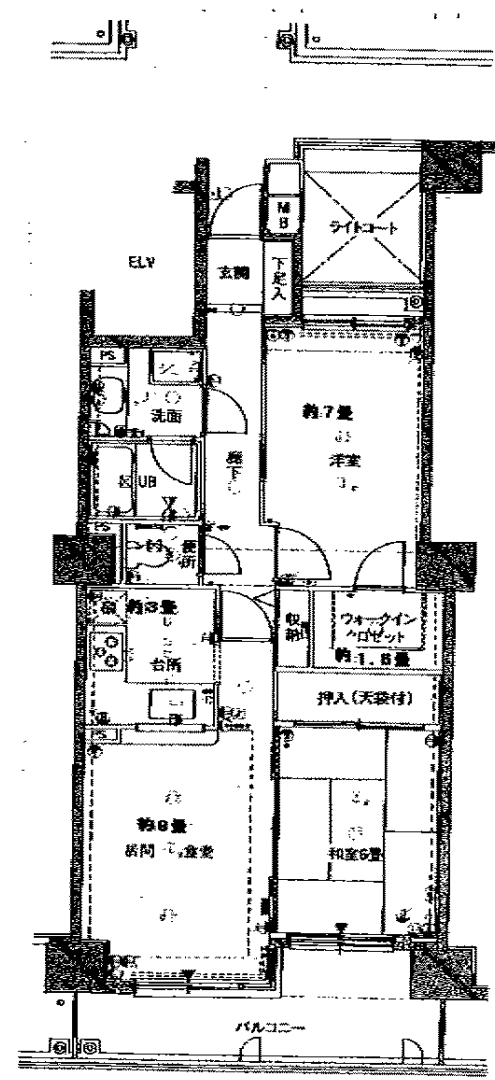 MB
ライトコート
ELV
玄関
下足入
PS
洗面
約7畳
洋室
廊下
UB
PS
便所
約3畳
台所
収納
ウォークイン
クロゼット
約1.6畳
押入(天袋付)
PS
約8畳
居間・食堂
和室6畳
バルコニー